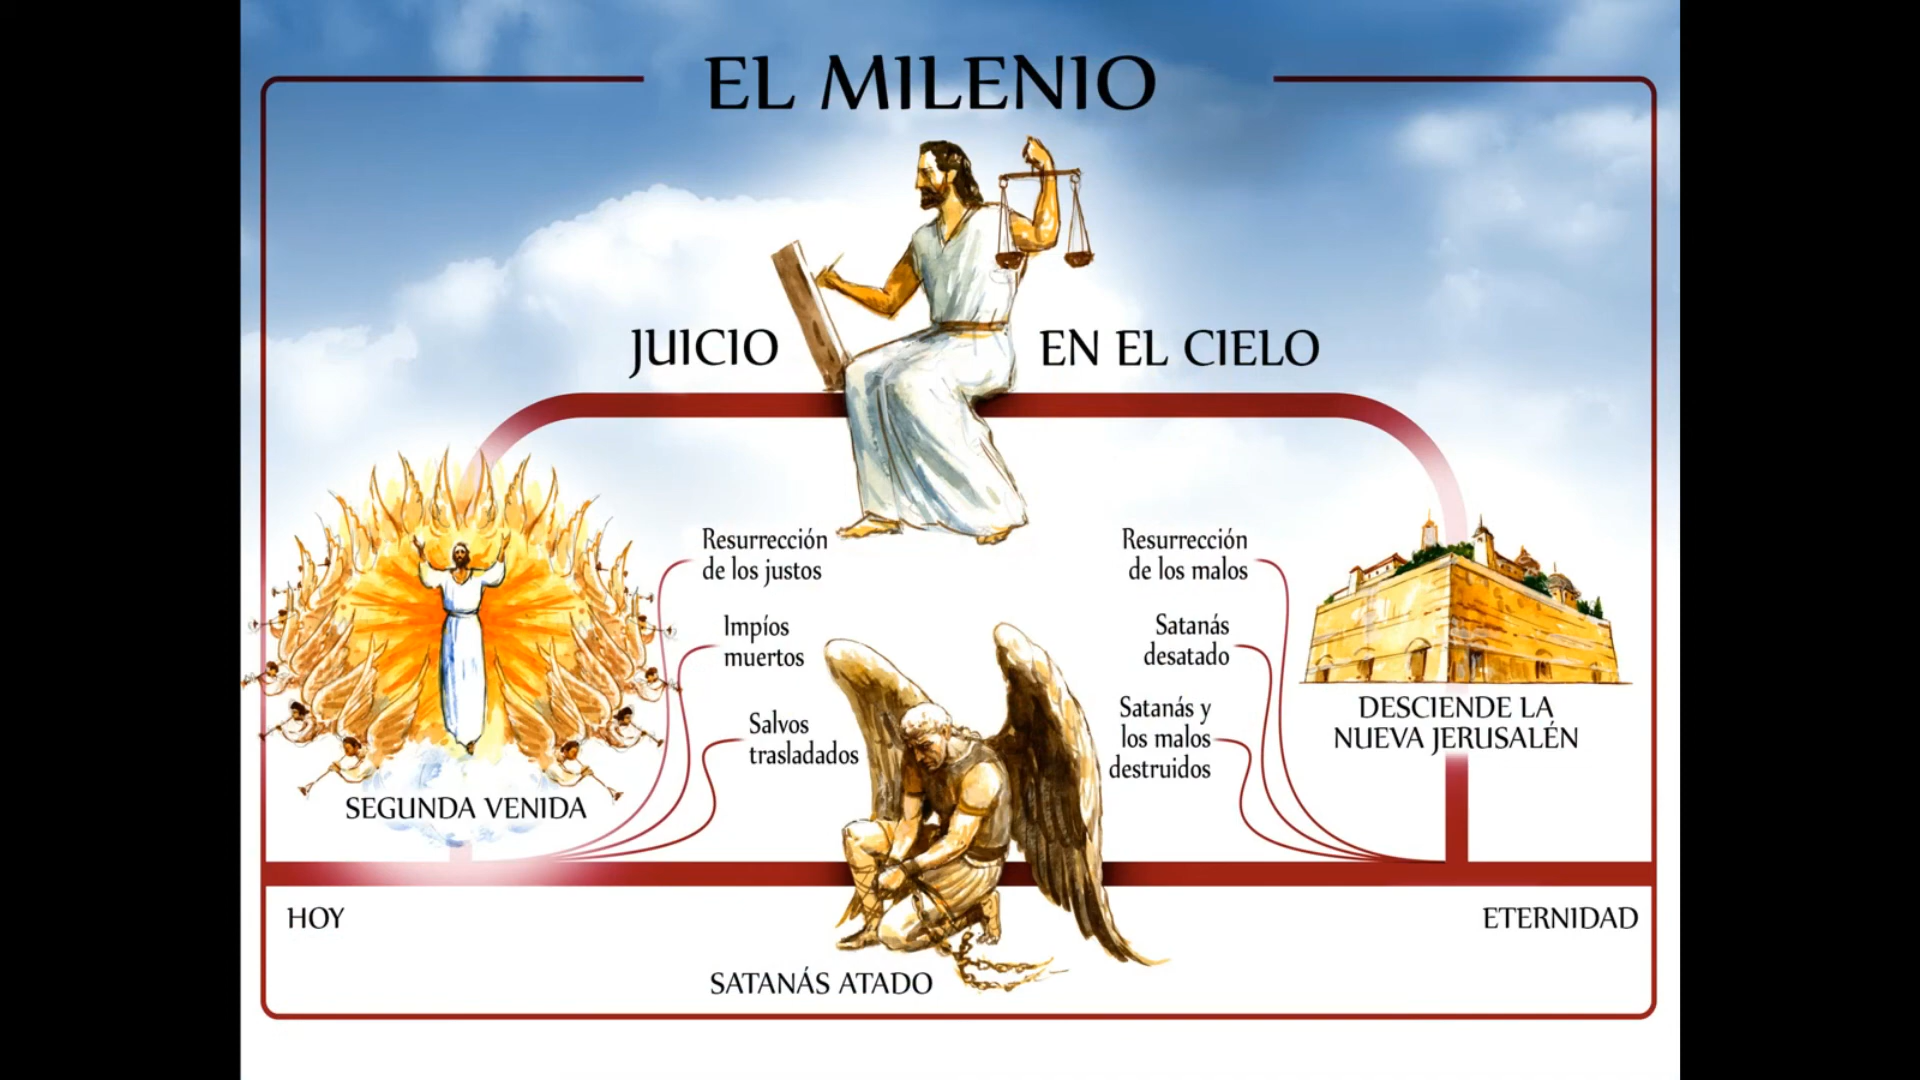 EL MILENIO
JUICIO EN EL CIELO
Resurrección
de los justos
Impíos
muertos
Salvos
trasladados
Resurrección
de los malos
Satanás
desatado
Satanás y
los malos
destruidos
DESCIENDE LA
NUEVA JERUSALÉN
SEGUNDA VENIDA
HOY
ETERNIDAD
SATANÁS ATADO